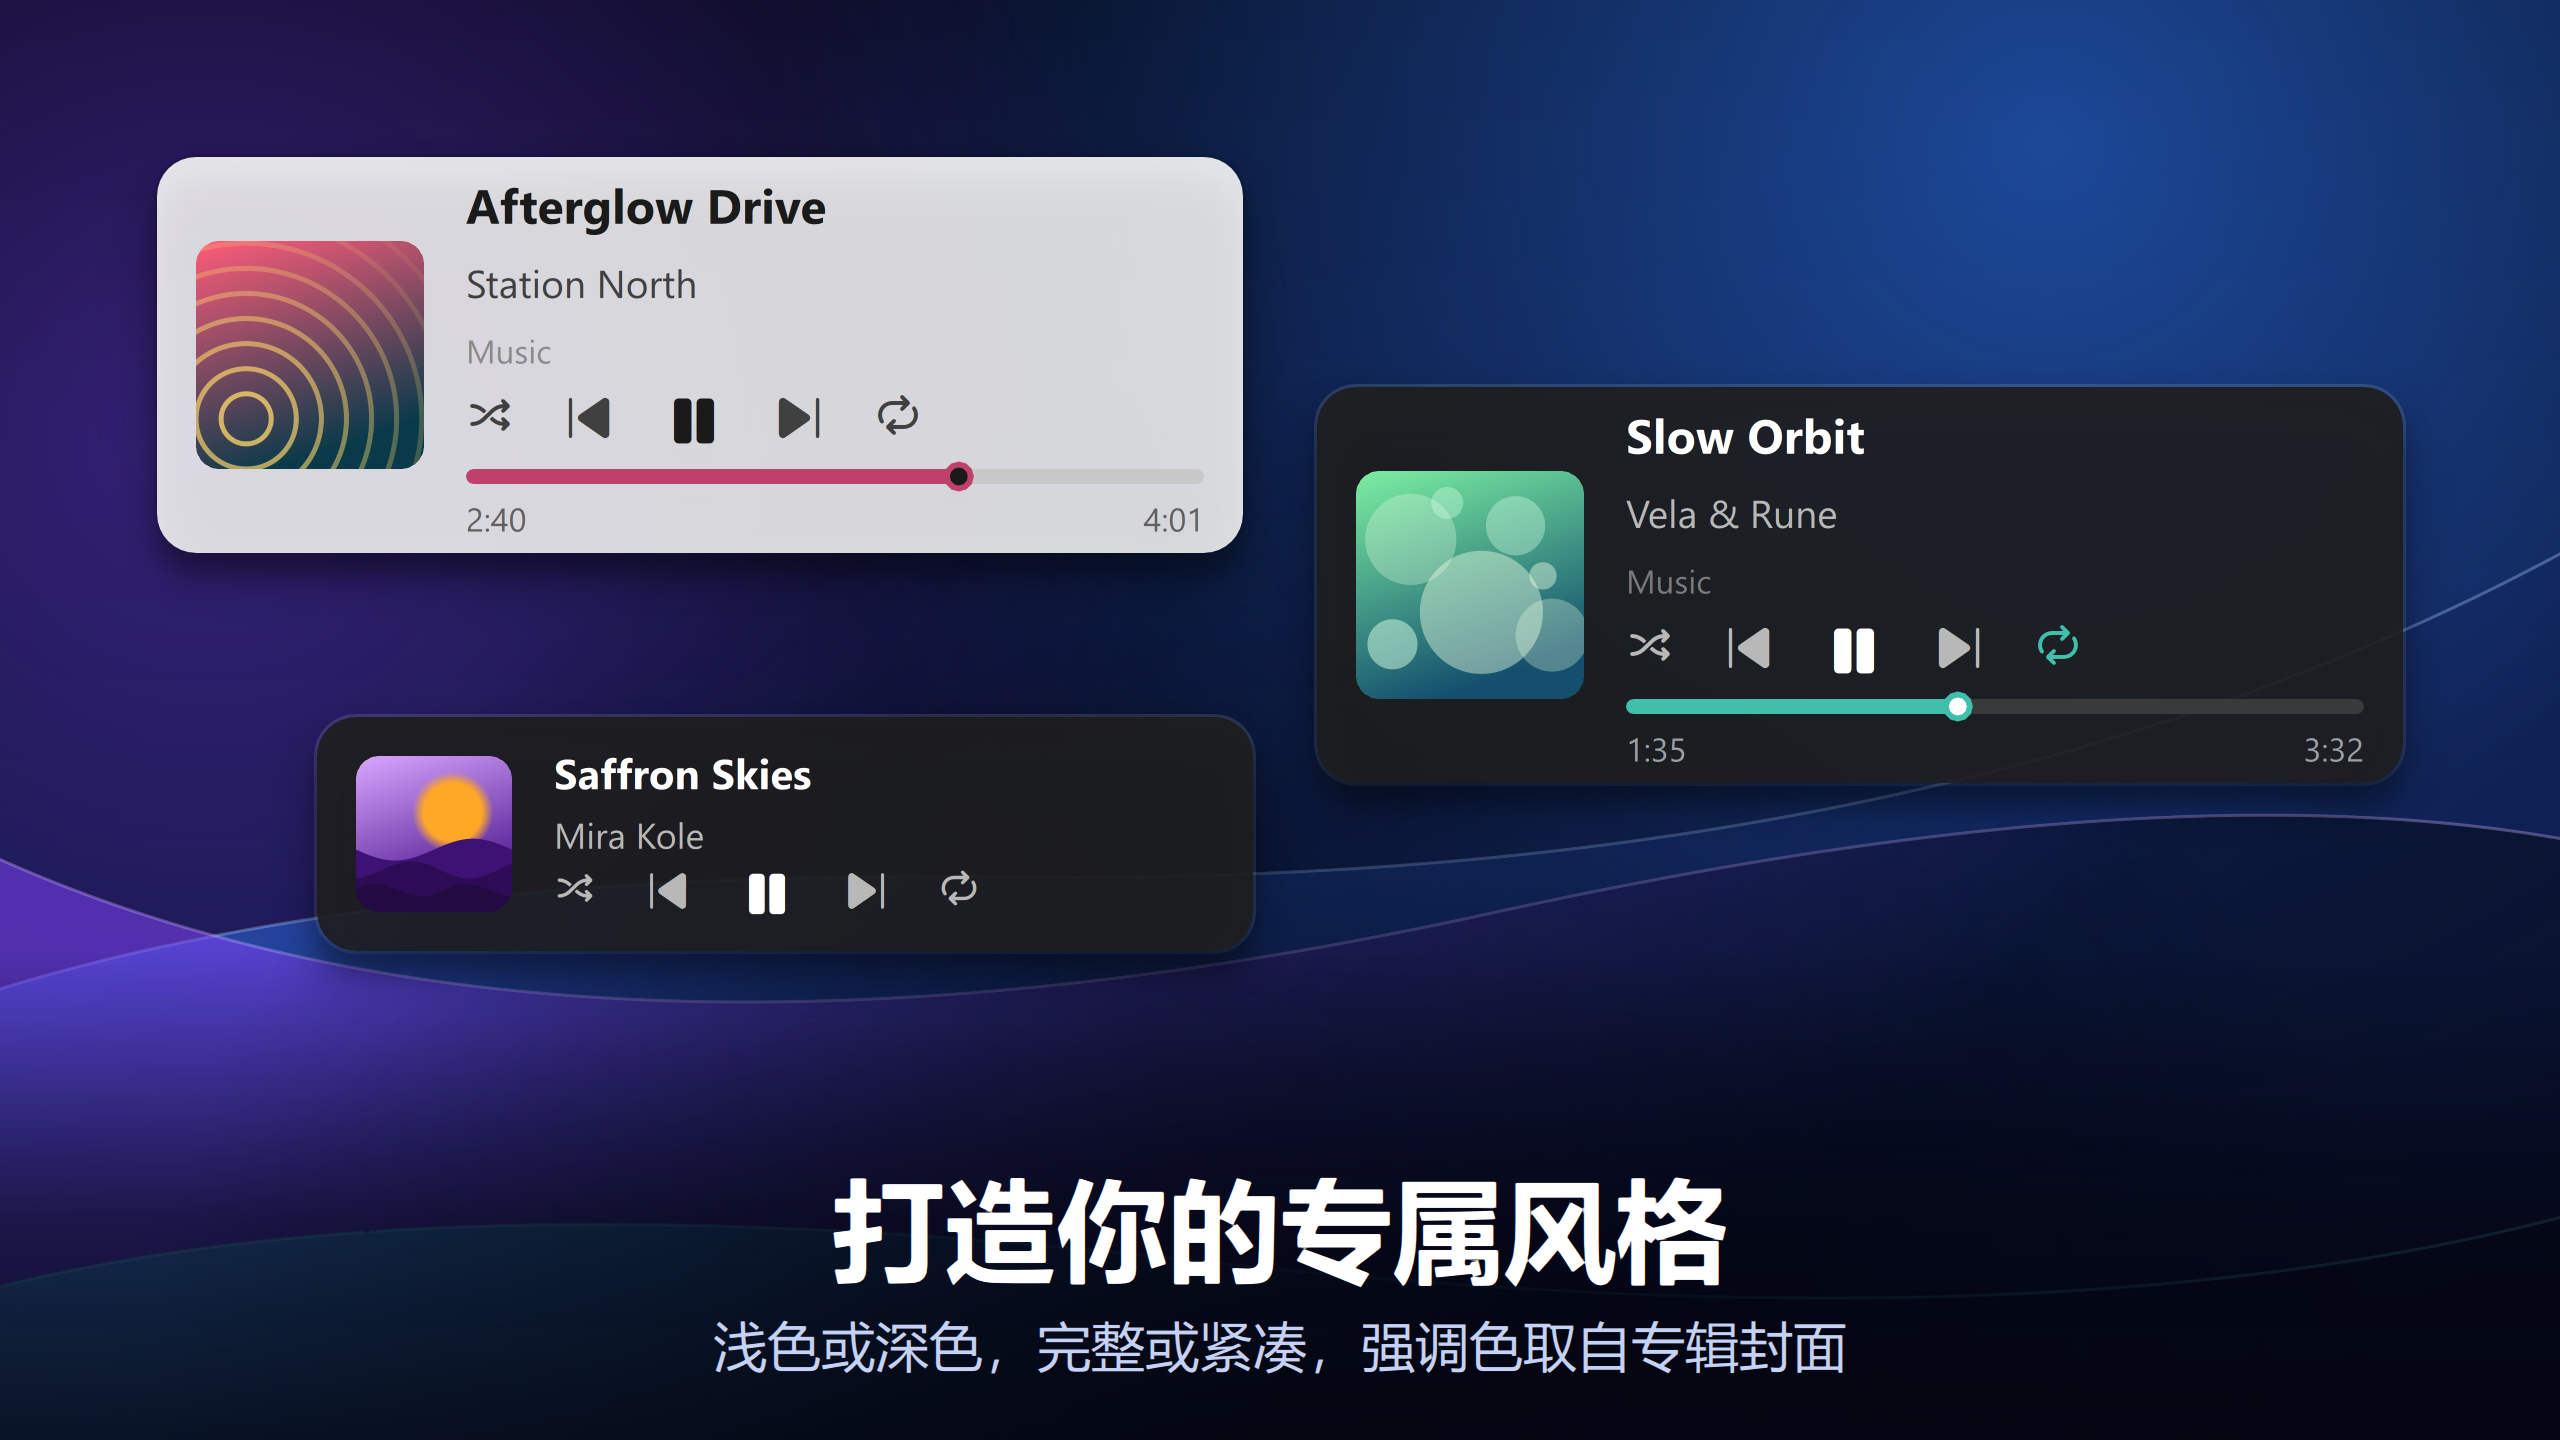 Afterglow Drive
Station North
Music
2:40 4:01
Slow Orbit
Vela & Rune
Music
1:35 3:32
Saffron Skies
Mira Kole
打造你的专属风格
浅色或深色，完整或紧凑，强调色取自专辑封面